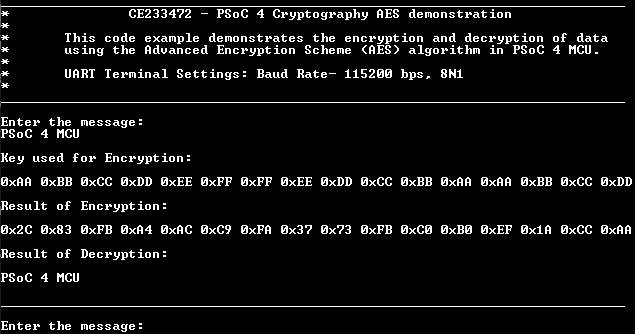 * CE233472 - PSoC 4 Cryptography AES demonstration
*
* This code example demonstrates the encryption and decryption of data
* using the Advanced Encryption Scheme (AES) algorithm in PSoC 4 MCU.
*
* UART Terminal Settings: Baud Rate- 115200 bps, 8N1
*
Enter the message:
PSoC 4 MCU
Key used for Encryption:
0xAA 0xBB 0xCC 0xDD 0xEE 0xFF 0xFF 0xEE 0xDD 0xCC 0xBB 0xAA 0xAA 0xBB 0xCC 0xDD
Result of Encryption:
0x2C 0x83 0xFB 0xA4 0xAC 0xC9 0xFA 0x37 0x73 0xFB 0xC0 0xB0 0xEF 0x1A 0xCC 0xAA
Result of Decryption:
PSoC 4 MCU
Enter the message: